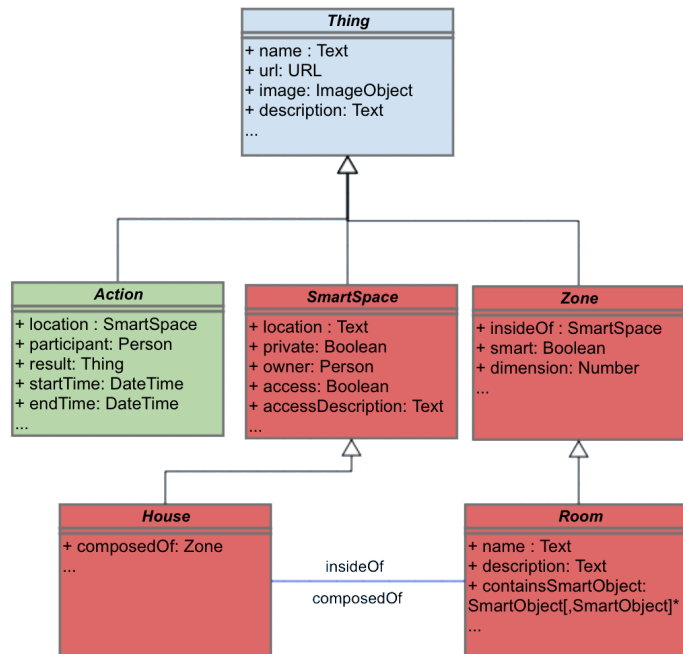 Thing
+ name : Text
+ url: URL
+ image: ImageObject
+ description: Text
...
Action
+ location : SmartSpace
+ participant: Person
+ result: Thing
+ startTime: DateTime
+ endTime: DateTime
...
SmartSpace
+ location : Text
+ private: Boolean
+ owner: Person
+ access: Boolean
+ accessDescription: Text
...
Zone
+ insideOf : SmartSpace
+ smart: Boolean
+ dimension: Number
...
House
+ composedOf: Zone
...
insideOf
composedOf
Room
+ name : Text
+ description: Text
+ containsSmartObject:
SmartObject[,SmartObject]*
...